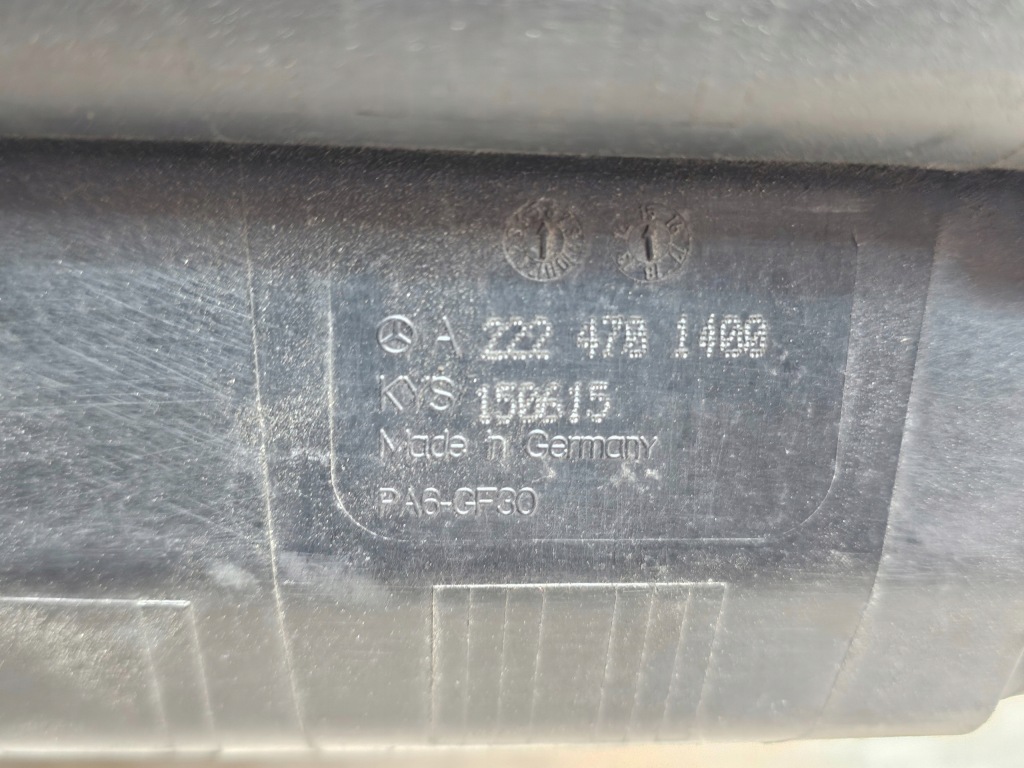 A 222 470 1400
KYS 150615
Made in Germany
PA6-GF30